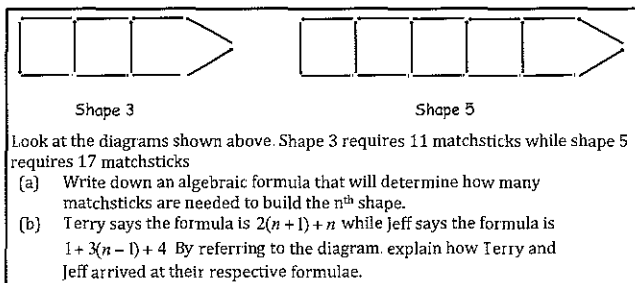 Shape 3 Shape 5
Look at the diagrams shown above. Shape 3 requires 11 matchsticks while shape 5
requires 17 matchsticks
(a) Write down an algebraic formula that will determine how many
matchsticks are needed to build the nth shape.
(b) Terry says the formula is 2(n + 1) + n while Jeff says the formula is
1 + 3(n − 1) + 4 By referring to the diagram. explain how Terry and
Jeff arrived at their respective formulae.